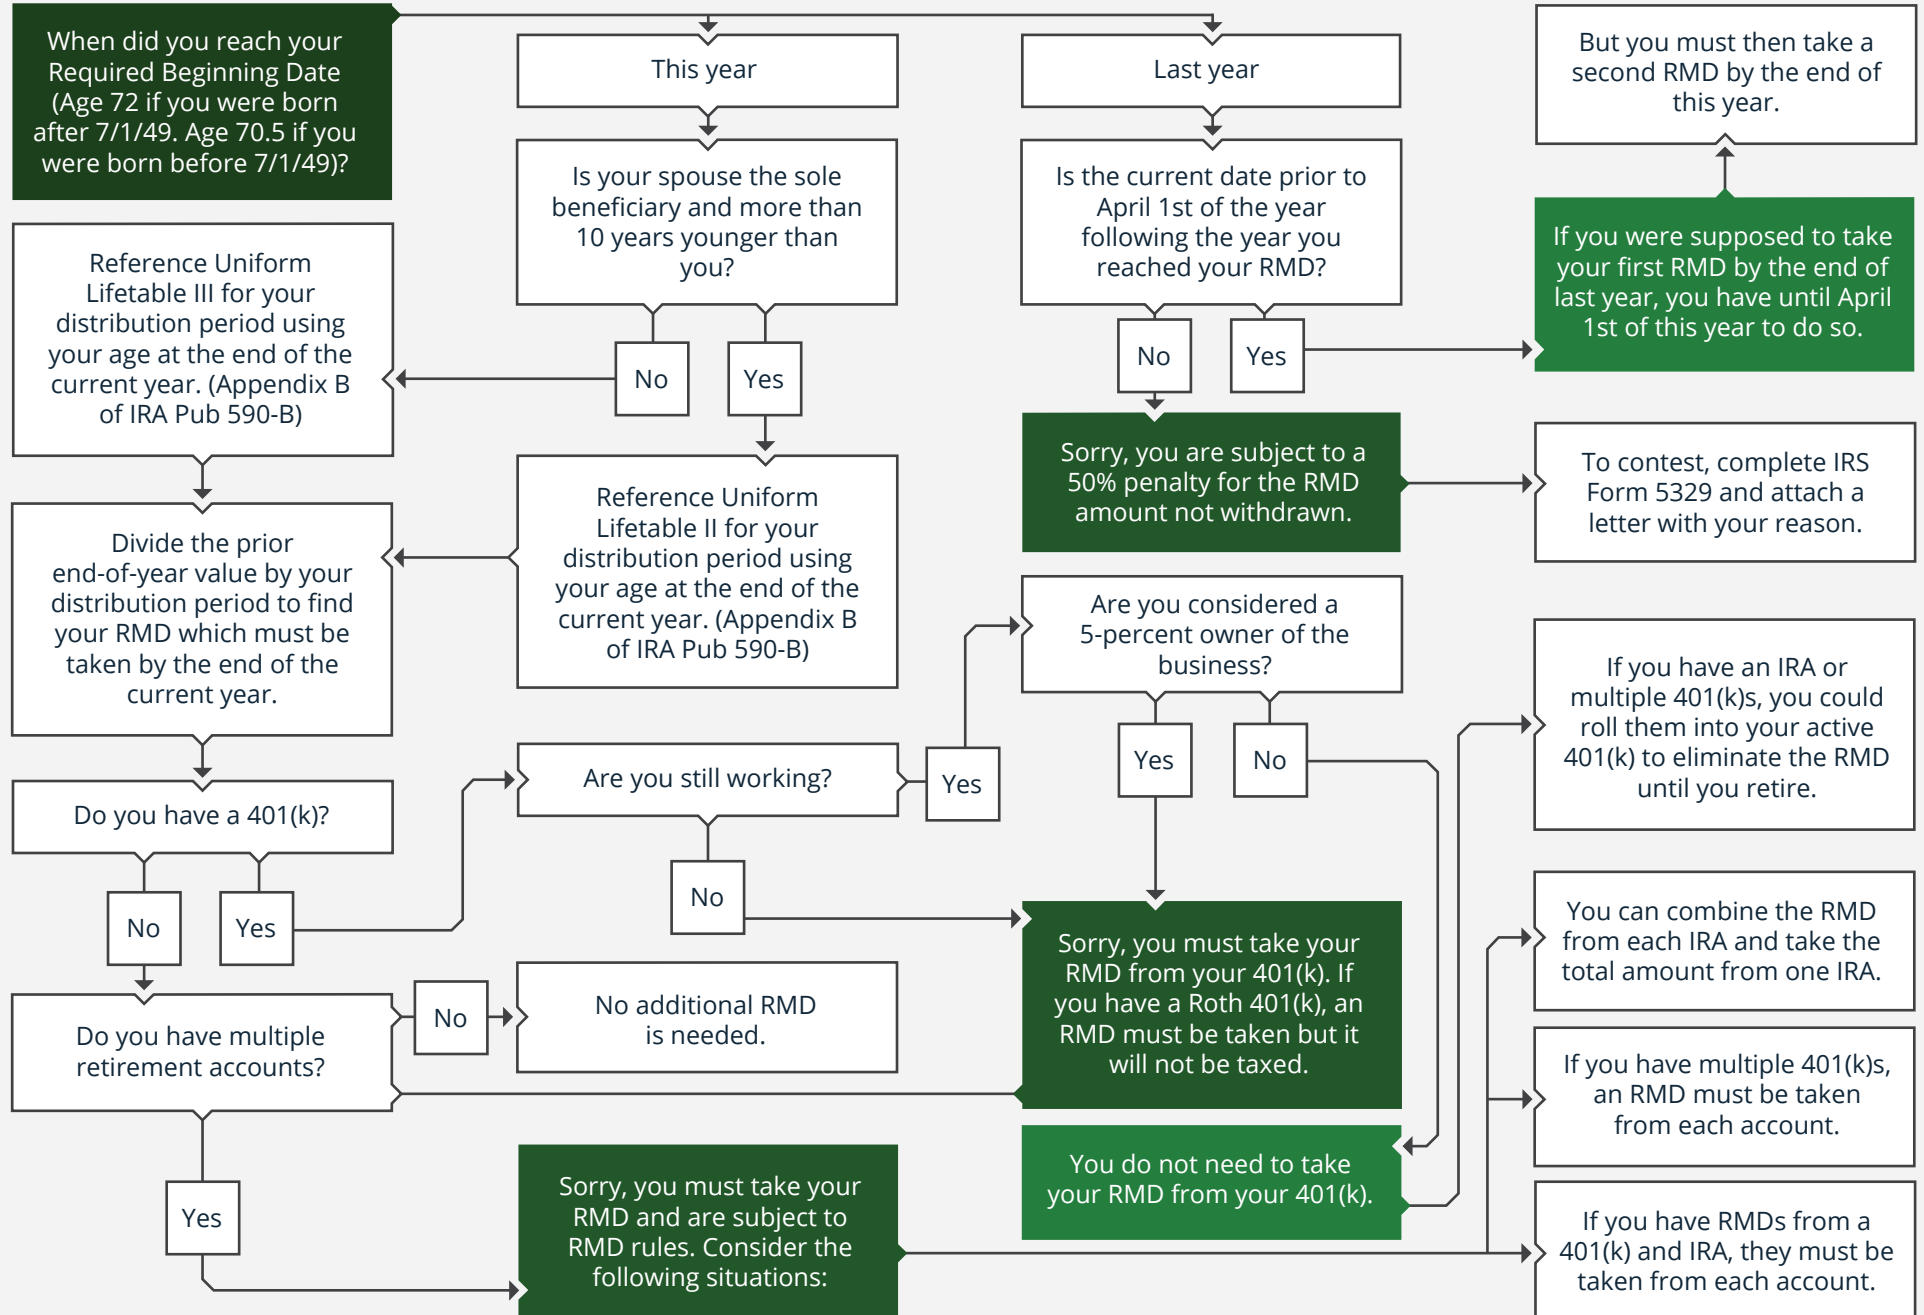 When did you reach your
Required Beginning Date
(Age 72 if you were born
after 7/1/49. Age 70.5 if you
were born before 7/1/49)?
This year
Last year
Is your spouse the sole
beneficiary and more than
10 years younger than
you?
No
Yes
Reference Uniform
Lifetable III for your
distribution period using
your age at the end of the
current year. (Appendix B
of IRA Pub 590-B)
Reference Uniform
Lifetable II for your
distribution period using
your age at the end of the
current year. (Appendix B
of IRA Pub 590-B)
Divide the prior
end-of-year value by your
distribution period to find
your RMD which must be
taken by the end of the
current year.
Is the current date prior to
April 1st of the year
following the year you
reached your RMD?
No
Yes
If you were supposed to take
your first RMD by the end of
last year, you have until April
1st of this year to do so.
But you must then take a
second RMD by the end of
this year.
Sorry, you are subject to a
50% penalty for the RMD
amount not withdrawn.
To contest, complete IRS
Form 5329 and attach a
letter with your reason.
Do you have a 401(k)?
No
Yes
Are you still working?
Yes
No
Are you considered a
5-percent owner of the
business?
Yes
No
Sorry, you must take your
RMD from your 401(k). If
you have a Roth 401(k), an
RMD must be taken but it
will not be taxed.
You do not need to take
your RMD from your 401(k).
If you have an IRA or
multiple 401(k)s, you could
roll them into your active
401(k) to eliminate the RMD
until you retire.
Do you have multiple
retirement accounts?
No
No additional RMD
is needed.
Yes
Sorry, you must take your
RMD and are subject to
RMD rules. Consider the
following situations:
You can combine the RMD
from each IRA and take the
total amount from one IRA.
If you have multiple 401(k)s,
an RMD must be taken
from each account.
If you have RMDs from a
401(k) and IRA, they must be
taken from each account.